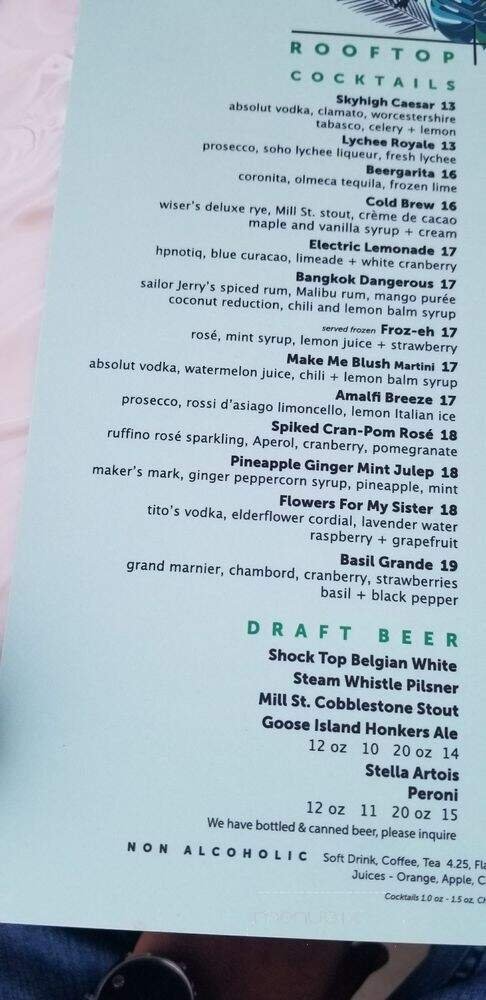 ROOFTOP
COCKTAILS
Skyhigh Caesar 13
absolut vodka, clamato, worcestershire
tabasco, celery + lemon
Lychee Royale 13
prosecco, soho lychee liqueur, fresh lychee
Beergarita 16
coronita, olmeca tequila, frozen lime
Cold Brew 16
wiser's deluxe rye, Mill St. stout, crème de cacao
maple and vanilla syrup + cream
Electric Lemonade 17
hpnotiq, blue curacao, limeade + white cranberry
Bangkok Dangerous 17
sailor Jerry's spiced rum, Malibu rum, mango purée
coconut reduction, chili and lemon balm syrup
served frozen Froz-eh 17
rosé, mint syrup, lemon juice + strawberry
Make Me Blush Martini 17
absolut vodka, watermelon juice, chili + lemon balm syrup
Amalfi Breeze 17
prosecco, rossi d'asiago limoncello, lemon Italian ice
Spiked Cran-Pom Rosé 18
ruffino rosé sparkling, Aperol, cranberry, pomegranate
Pineapple Ginger Mint Julep 18
maker's mark, ginger peppercorn syrup, pineapple, mint
Flowers For My Sister 18
tito's vodka, elderflower cordial, lavender water
raspberry + grapefruit
Basil Grande 19
grand marnier, chambord, cranberry, strawberries
basil + black pepper
DRAFT BEER
Shock Top Belgian White
Steam Whistle Pilsner
Mill St. Cobblestone Stout
Goose Island Honkers Ale
12 oz 10 20 oz 14
Stella Artois
Peroni
12 oz 11 20 oz 15
We have bottled & canned beer, please inquire
NON ALCOHOLIC Soft Drink, Coffee, Tea 4.25, Fla
Juices - Orange, Apple, C
Cocktails 1.0 oz - 1.5 oz, Ch